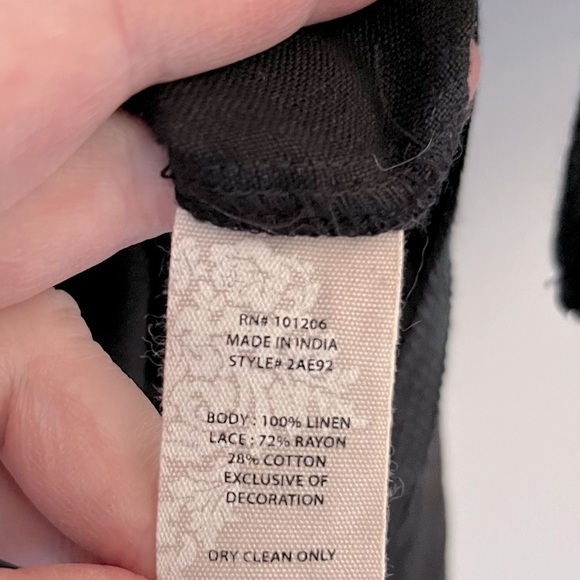 RN# 101206
MADE IN INDIA
STYLE# 2AE92
BODY : 100% LINEN
LACE : 72% RAYON
28% COTTON
EXCLUSIVE OF
DECORATION
DRY CLEAN ONLY